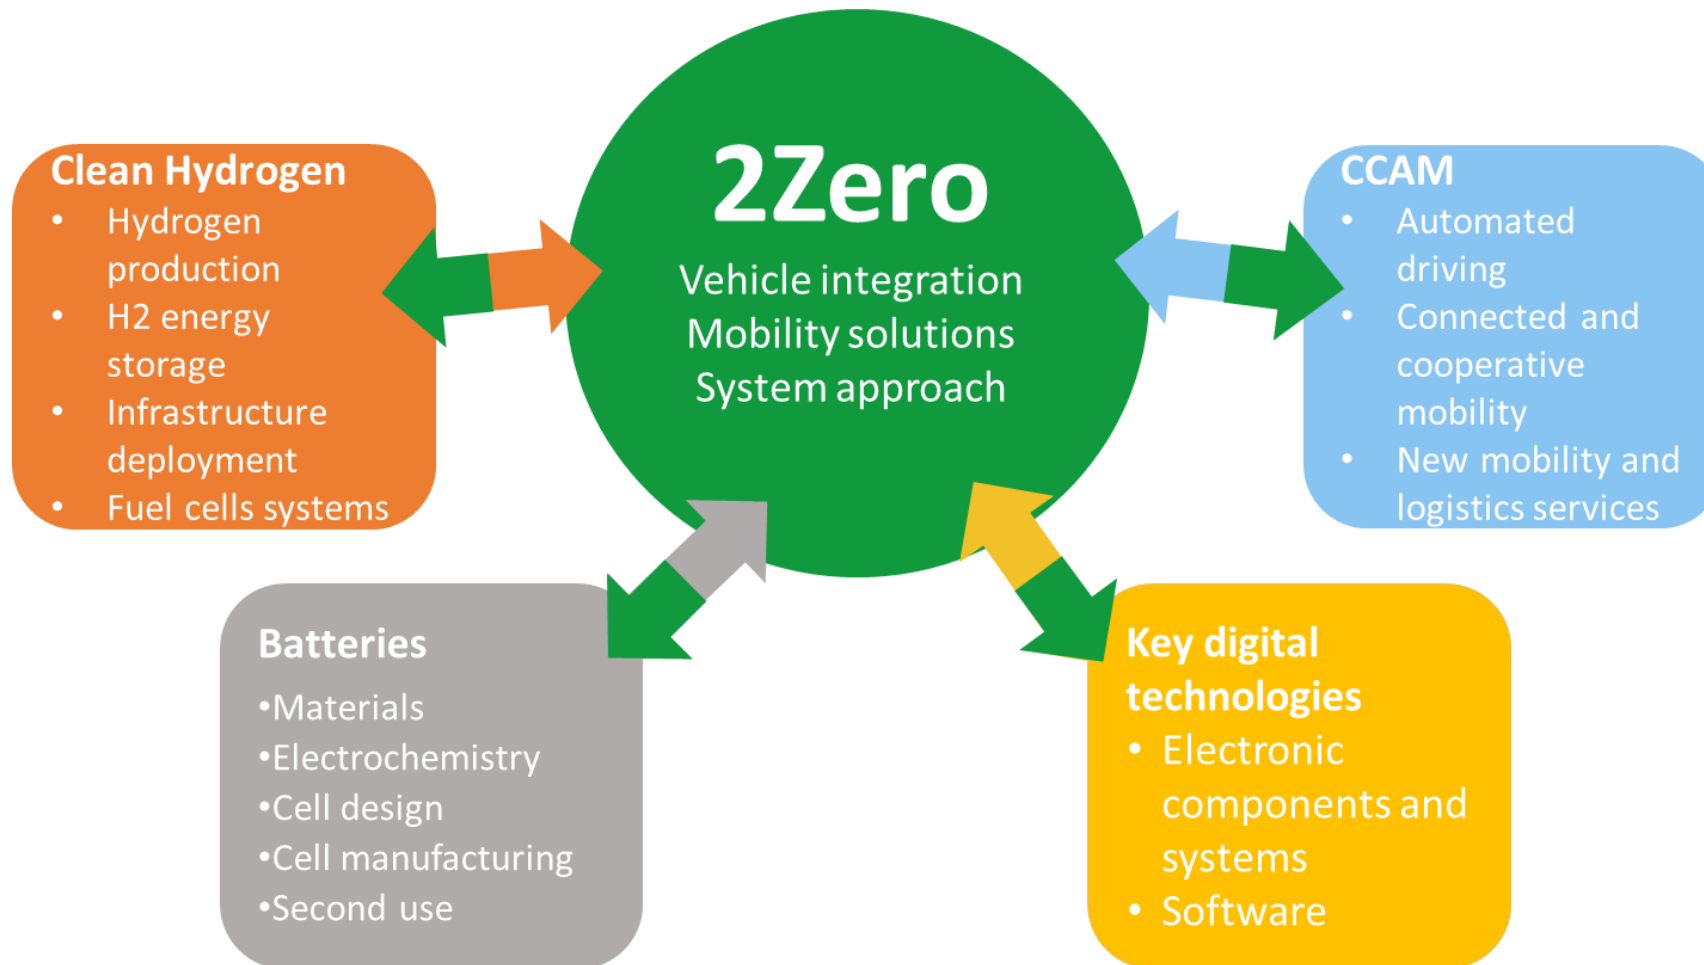 2Zero
Vehicle integration
Mobility solutions
System approach
Clean Hydrogen
• Hydrogen
production
• H2 energy
storage
• Infrastructure
deployment
• Fuel cells systems
CCAM
• Automated
driving
• Connected and
cooperative
mobility
• New mobility and
logistics services
Batteries
•Materials
•Electrochemistry
•Cell design
•Cell manufacturing
•Second use
Key digital
technologies
• Electronic
components and
systems
• Software